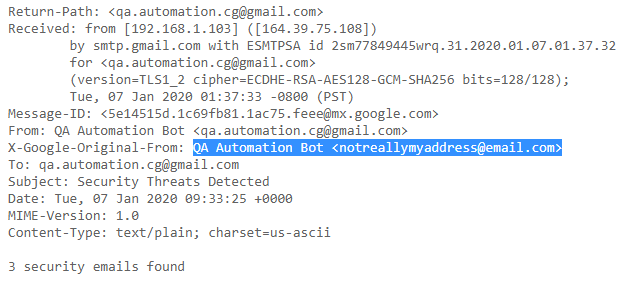 Return-Path: <qa.automation.cg@gmail.com>
Received: from [192.168.1.103] ([164.39.75.108])
by smtp.gmail.com with ESMTPSA id 2sm77849445wrq.31.2020.01.07.01.37.32
for <qa.automation.cg@gmail.com>
(version=TLS1_2 cipher=ECDHE-RSA-AES128-GCM-SHA256 bits=128/128);
Tue, 07 Jan 2020 01:37:33 -0800 (PST)
Message-ID: <5e14515d.1c69fb81.1ac75.feee@mx.google.com>
From: QA Automation Bot <qa.automation.cg@gmail.com>
X-Google-Original-From: QA Automation Bot <notreallymyaddress@email.com>
To: qa.automation.cg@gmail.com
Subject: Security Threats Detected
Date: Tue, 07 Jan 2020 09:33:25 +0000
MIME-Version: 1.0
Content-Type: text/plain; charset=us-ascii
3 security emails found